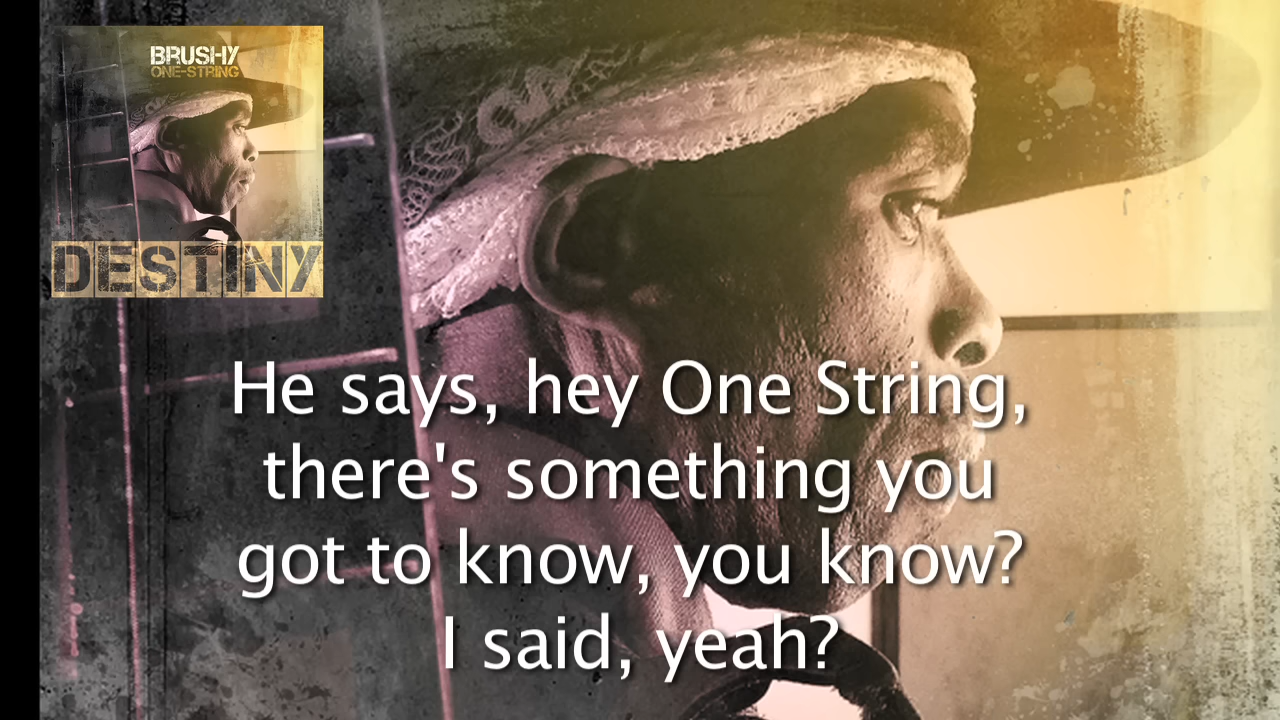 BRUSHY
ONE-STRING
DESTINY
He says, hey One String,
there's something you
got to know, you know?
I said, yeah?